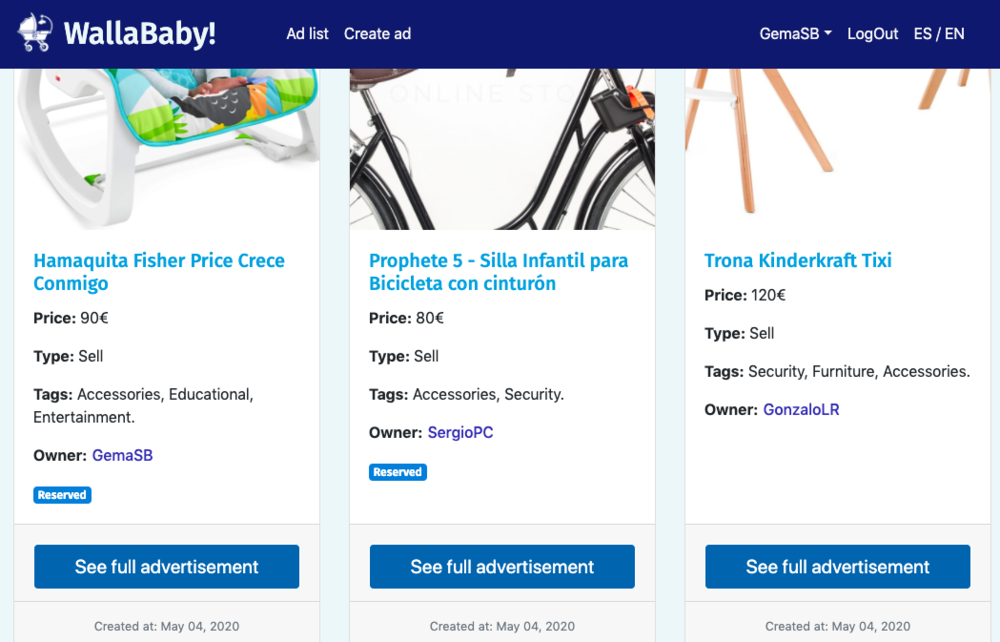 WallaBaby!
Ad list Create ad
GemaSB LogOut ES / EN
ONLINE STO
Hamaquita Fisher Price Crece
Conmigo
Price: 90€
Type: Sell
Tags: Accessories, Educational,
Entertainment.
Owner: GemaSB
Reserved
See full advertisement
Created at: May 04, 2020
Prophete 5 - Silla Infantil para
Bicicleta con cinturón
Price: 80€
Type: Sell
Tags: Accessories, Security.
Owner: SergioPC
Reserved
See full advertisement
Created at: May 04, 2020
Trona Kinderkraft Tixi
Price: 120€
Type: Sell
Tags: Security, Furniture, Accessories.
Owner: GonzaloLR
See full advertisement
Created at: May 04, 2020